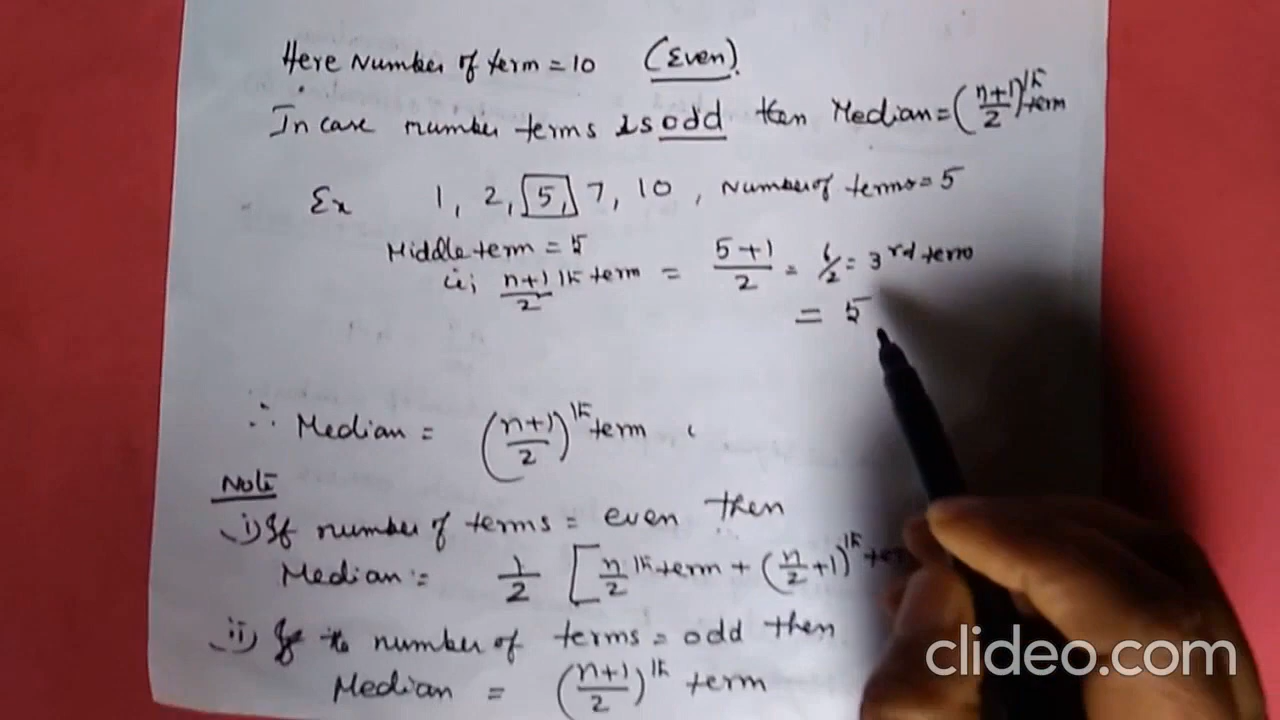 Here Number of term = 10 (Even).
In case number terms is odd then Median = (n+1/2)th term
Ex 1, 2, 5, 7, 10, Number of terms = 5
Middle term = 5
ie; n+1/2 th term = 5+1/2 = 6/2 = 3rd term
= 5
∴ Median = (n+1/2)th term
Note
(i) If number of terms = even then
Median = 1/2 [n/2 th term + (n/2 +1)th
(ii) If number of terms = odd then
Median = (n+1/2)th term
clideo.com